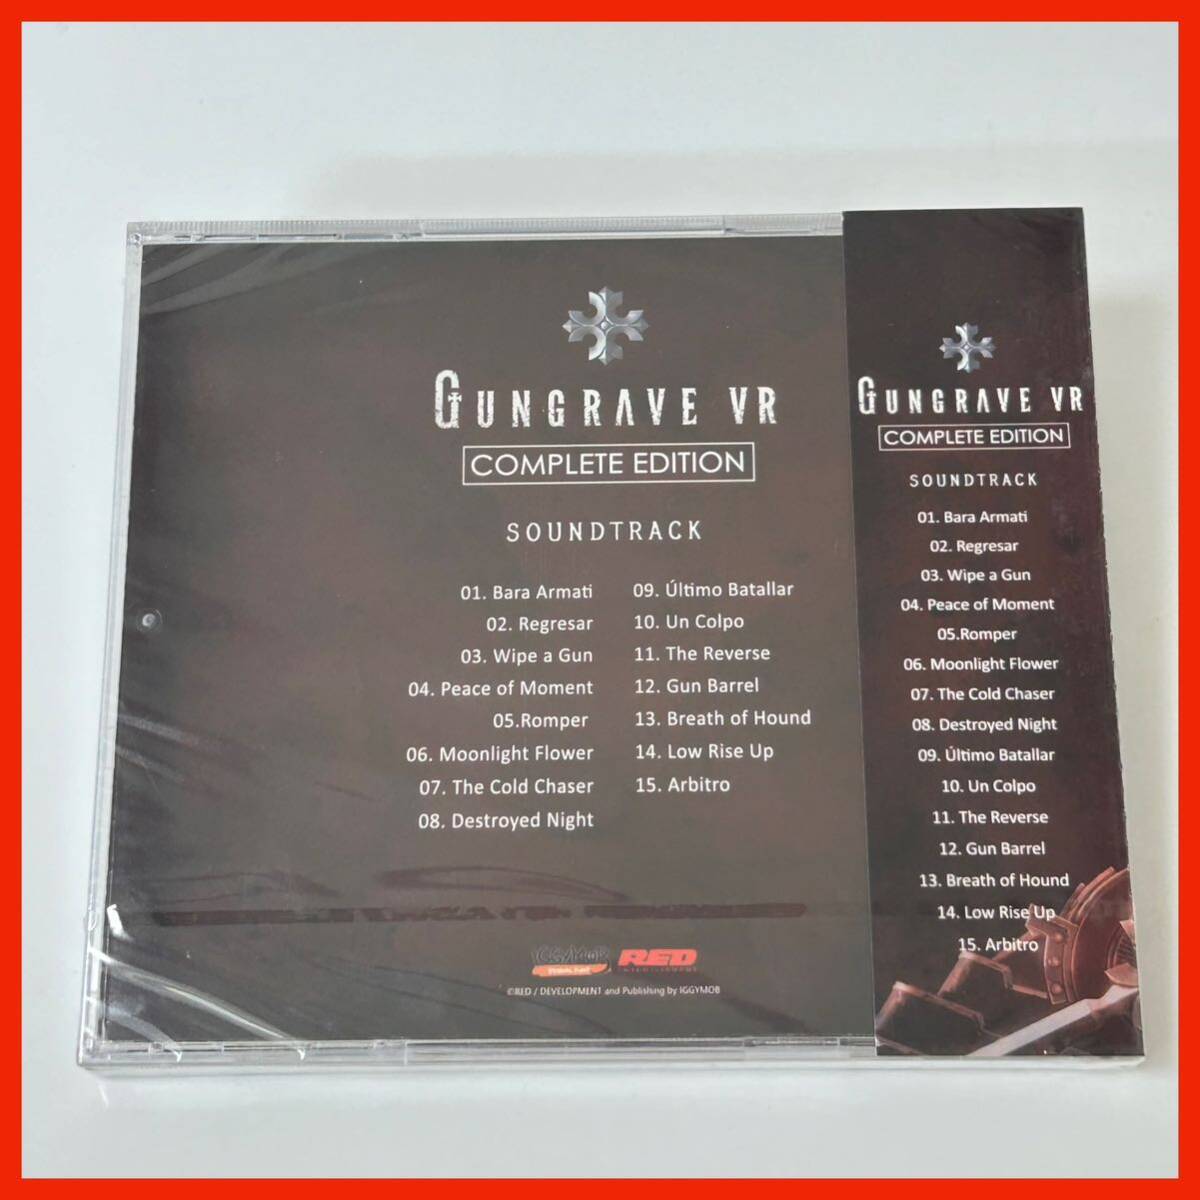 GUNGRAVE VR
COMPLETE EDITION
SOUNDTRACK
01. Bara Armati
02. Regresar
03. Wipe a Gun
04. Peace of Moment
05.Romper
06. Moonlight Flower
07. The Cold Chaser
08. Destroyed Night
09. Último Batallar
10. Un Colpo
11. The Reverse
12. Gun Barrel
13. Breath of Hound
14. Low Rise Up
15. Arbitro
IGGYMOB RED
©RED / DEVELOPMENT and Publishing by IGGYMOB
GUNGRAVE VR
COMPLETE EDITION
SOUNDTRACK
01. Bara Armati
02. Regresar
03. Wipe a Gun
04. Peace of Moment
05.Romper
06. Moonlight Flower
07. The Cold Chaser
08. Destroyed Night
09. Último Batallar
10. Un Colpo
11. The Reverse
12. Gun Barrel
13. Breath of Hound
14. Low Rise Up
15. Arbitro